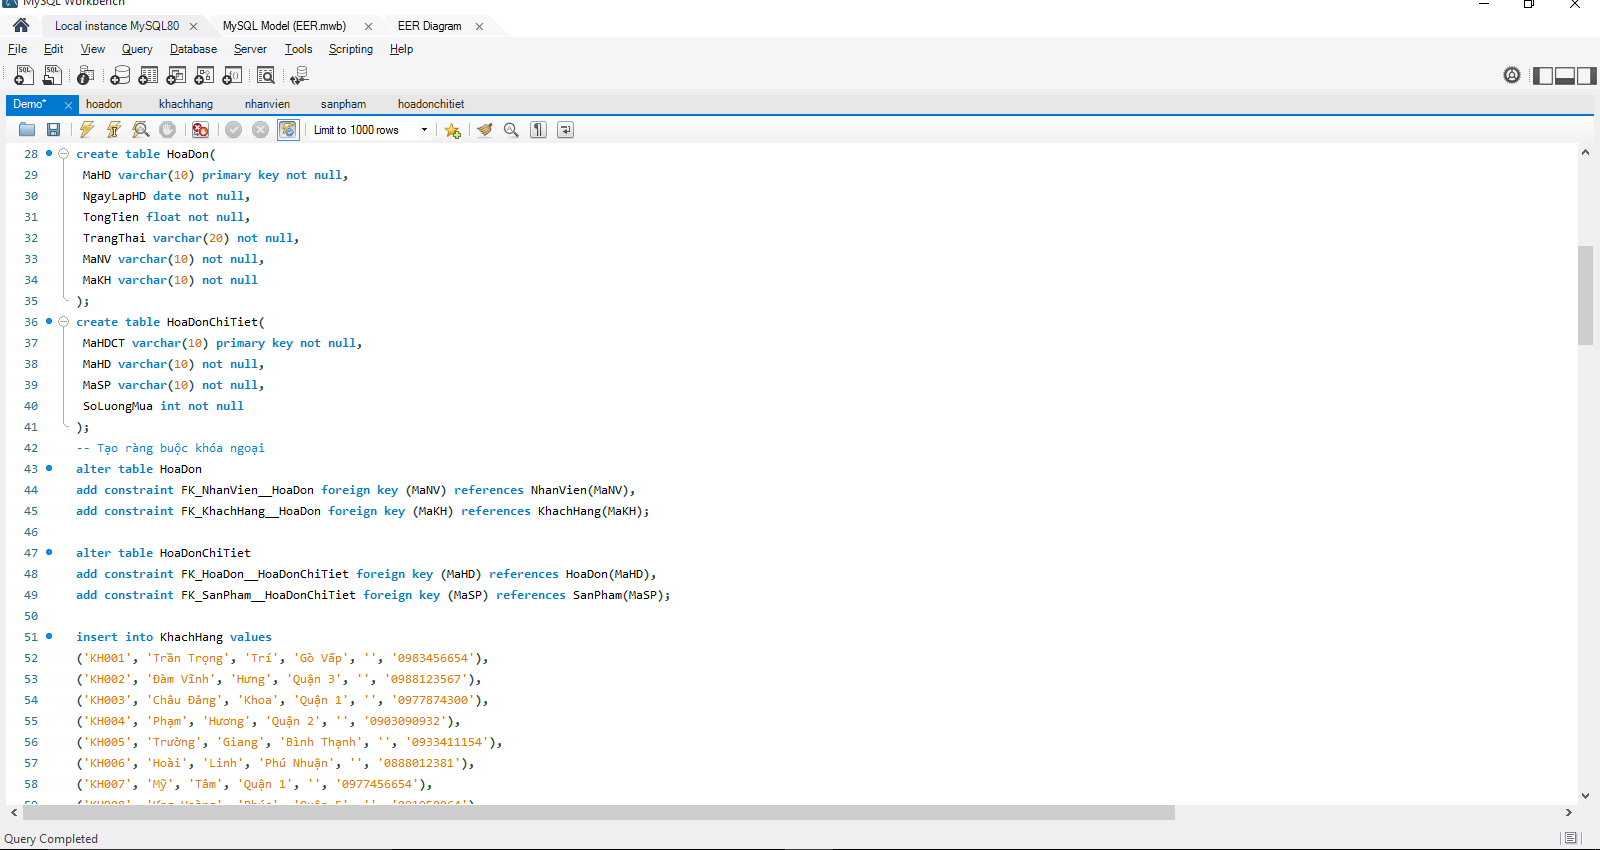 MySQL Workbench
Local instance MySQL80
MySQL Model (EER.mwb)
EER Diagram
File Edit View Query Database Server Tools Scripting Help
Demo* hoadon khachhang nhanvien sanpham hoadonchitiet
Limit to 1000 rows
28 create table HoaDon(
29 MaHD varchar(10) primary key not null,
30 NgayLapHD date not null,
31 TongTien float not null,
32 TrangThai varchar(20) not null,
33 MaNV varchar(10) not null,
34 MaKH varchar(10) not null
35 );
36 create table HoaDonChiTiet(
37 MaHDCT varchar(10) primary key not null,
38 MaHD varchar(10) not null,
39 MaSP varchar(10) not null,
40 SoLuongMua int not null
41 );
42 -- Tạo ràng buộc khóa ngoại
43 alter table HoaDon
44 add constraint FK_NhanVien__HoaDon foreign key (MaNV) references NhanVien(MaNV),
45 add constraint FK_KhachHang__HoaDon foreign key (MaKH) references KhachHang(MaKH);
46
47 alter table HoaDonChiTiet
48 add constraint FK_HoaDon__HoaDonChiTiet foreign key (MaHD) references HoaDon(MaHD),
49 add constraint FK_SanPham__HoaDonChiTiet foreign key (MaSP) references SanPham(MaSP);
50
51 insert into KhachHang values
52 ('KH001', 'Trần Trọng', 'Trí', 'Gò Vấp', '', '0983456654'),
53 ('KH002', 'Đàm Vĩnh', 'Hưng', 'Quận 3', '', '0988123567'),
54 ('KH003', 'Châu Đăng', 'Khoa', 'Quận 1', '', '0977874300'),
55 ('KH004', 'Phạm', 'Hương', 'Quận 2', '', '0903090932'),
56 ('KH005', 'Trường', 'Giang', 'Bình Thạnh', '', '0933411154'),
57 ('KH006', 'Hoài', 'Linh', 'Phú Nhuận', '', '0888012381'),
58 ('KH007', 'Mỹ', 'Tâm', 'Quận 1', '', '0977456654'),
Query Completed